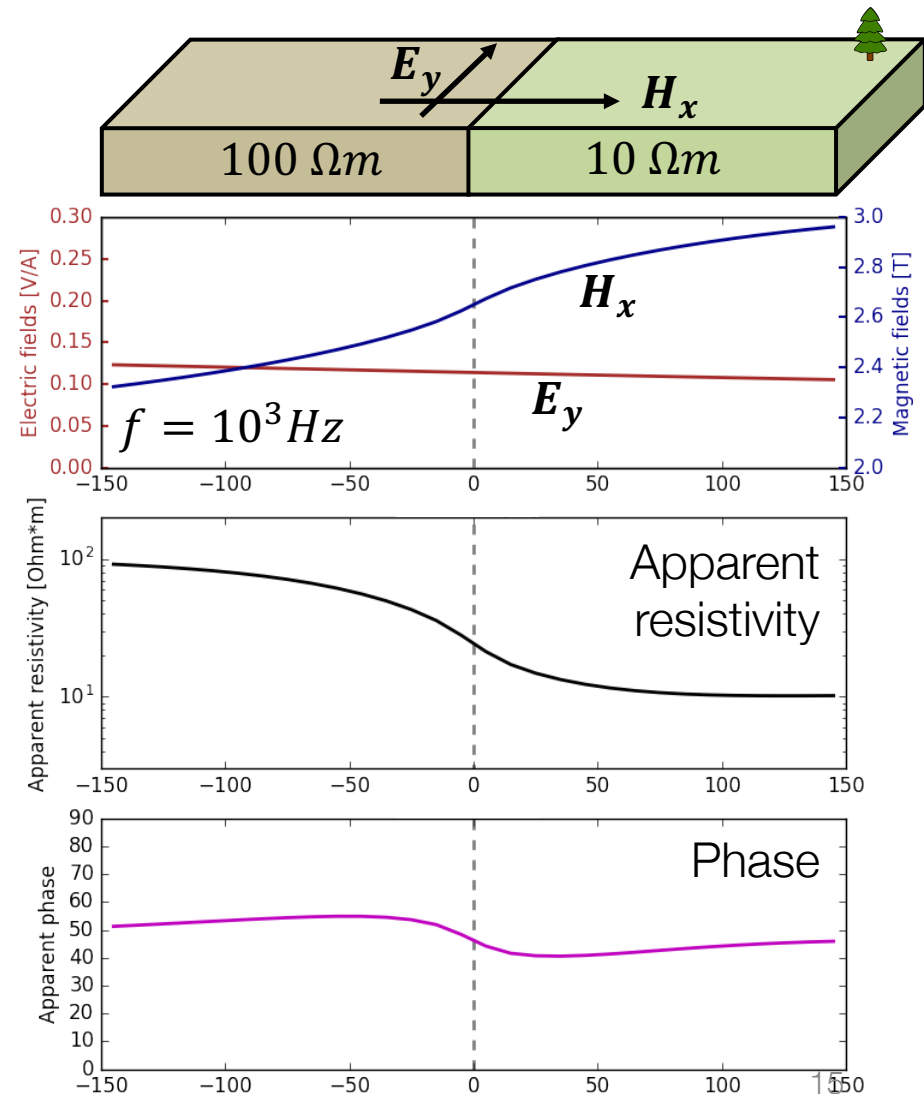 E_y
H_x
100 Ωm
10 Ωm
0.30
0.25
0.20
0.15
0.10
0.05
0.00
Electric fields [V/A]
3.0
2.8
2.6
2.4
2.2
2.0
Magnetic fields [T]
H_x
E_y
f = 10^3 Hz
−150 −100 −50 0 50 100 150
Apparent resistivity [Ohm*m]
10^2
10^1
Apparent
resistivity
−150 −100 −50 0 50 100 150
Apparent phase
90
80
70
60
50
40
30
20
10
0
Phase
−150 −100 −50 0 50 100 150
15